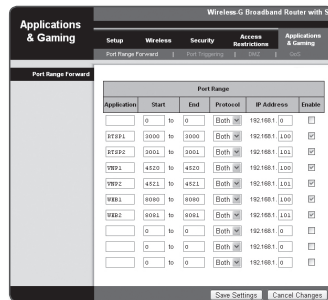 Wireless-G Broadband Router with S
Applications & Gaming
Setup Wireless Security Access Restrictions Applications & Gaming
Port Range Forward | Port Triggering | DMZ | QoS
Port Range Forward
Port Range
Application Start End Protocol IP Address Enable
0 to 0 Both 192.168.1. 0
RTSP1 3000 to 3000 Both 192.168.1. 100
RTSP2 3001 to 3001 Both 192.168.1. 101
VNP1 4520 to 4520 Both 192.168.1. 100
VNP2 4521 to 4521 Both 192.168.1. 101
WEB1 8080 to 8080 Both 192.168.1. 100
WEB2 8081 to 8081 Both 192.168.1. 101
0 to 0 Both 192.168.1. 0
0 to 0 Both 192.168.1. 0
0 to 0 Both 192.168.1. 0
Save Settings Cancel Changes